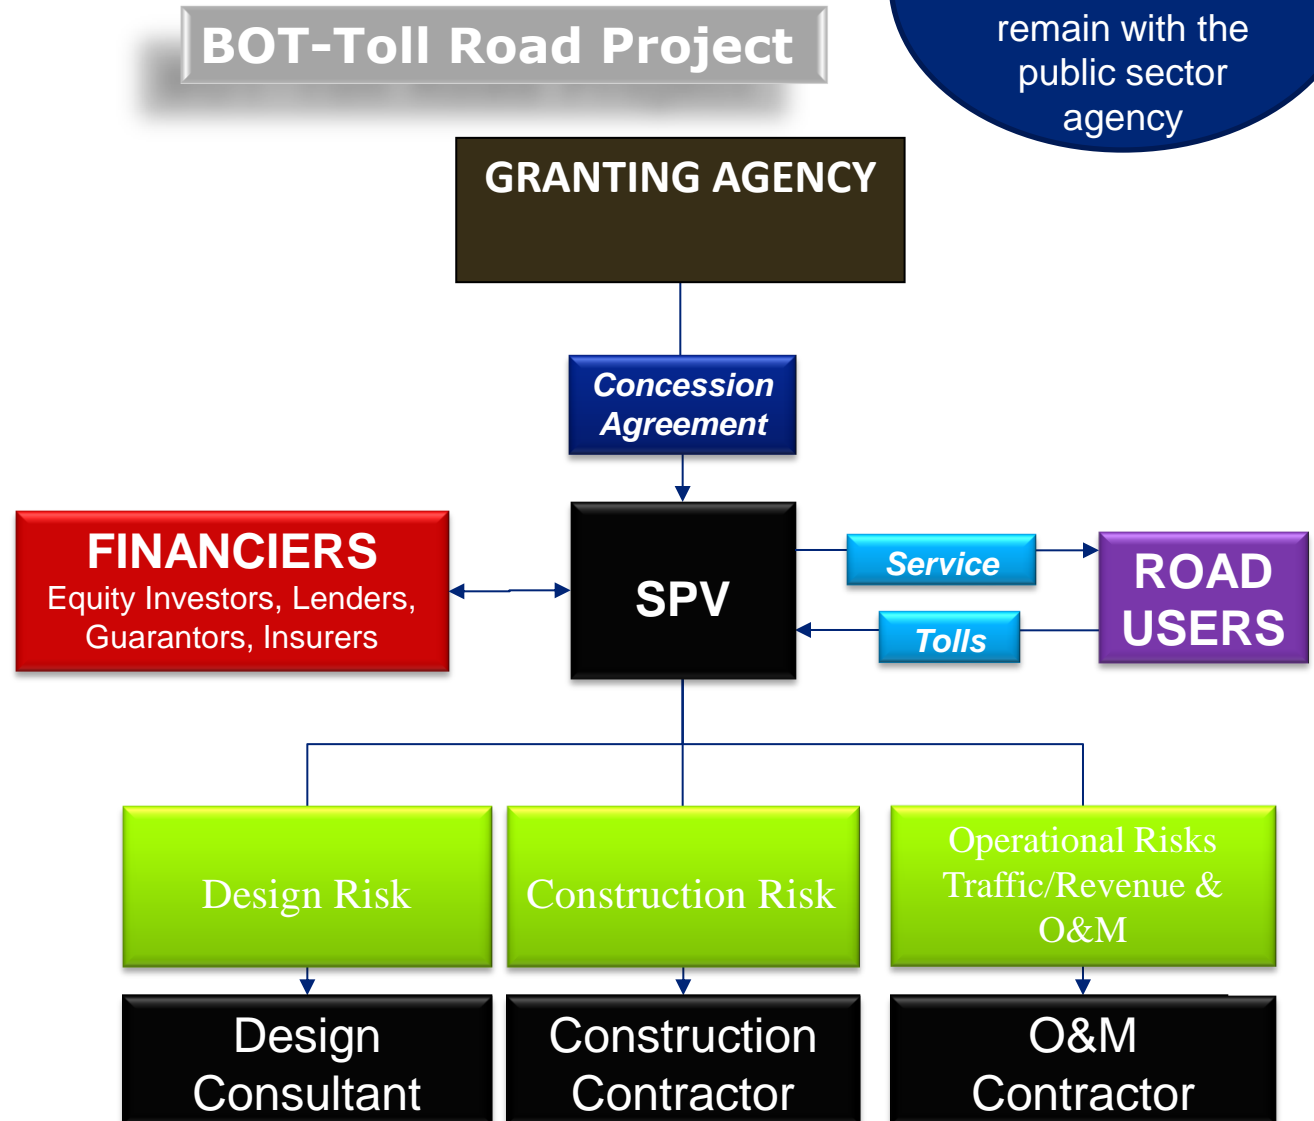 BOT-Toll Road Project
remain with the
public sector
agency
GRANTING AGENCY
Concession
Agreement
FINANCIERS
Equity Investors, Lenders,
Guarantors, Insurers
SPV
Service
Tolls
ROAD
USERS
Design Risk
Construction Risk
Operational Risks
Traffic/Revenue &
O&M
Design
Consultant
Construction
Contractor
O&M
Contractor